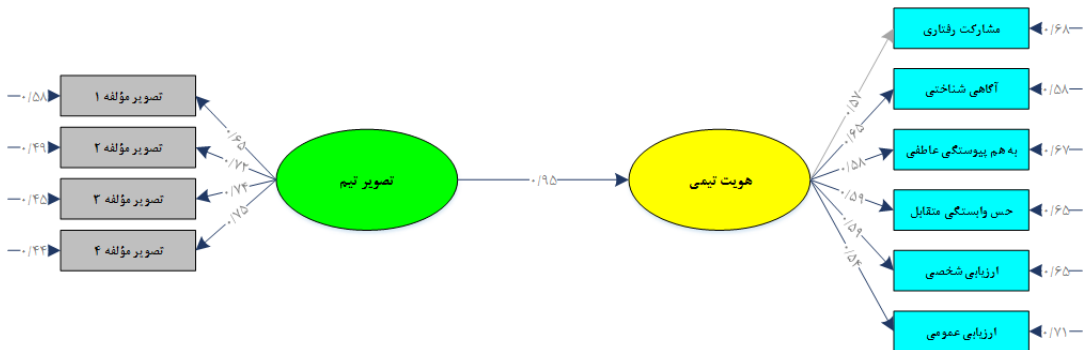 مشارکت رفتاری
۰/۶۸
آگاهی شناختی
۰/۵۸
به هم پیوستگی عاطفی
۰/۶۷
حس وابستگی متقابل
۰/۶۵
ارزیابی شخصی
۰/۶۵
ارزیابی عمومی
۰/۷۱
۰/۵۷
۰/۶۵
۰/۵۸
۰/۵۹
۰/۵۹
۰/۵۴
هویت تیمی
۰/۹۵
تصویر تیم
۰/۶۵
۰/۷۲
۰/۷۴
۰/۷۵
تصویر مؤلفه ۱
۰/۵۸
تصویر مؤلفه ۲
۰/۴۹
تصویر مؤلفه ۳
۰/۴۵
تصویر مؤلفه ۴
۰/۴۴